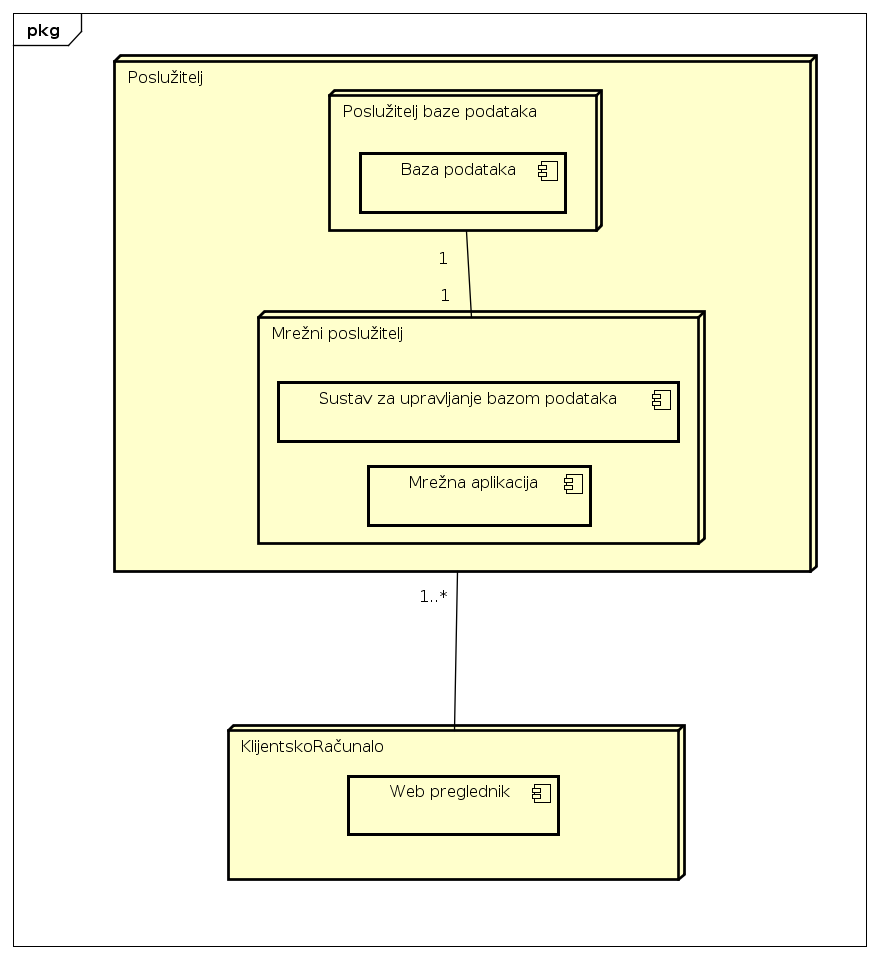 pkg
Poslužitelj
Poslužitelj baze podataka
Baza podataka
1
1
Mrežni poslužitelj
Sustav za upravljanje bazom podataka
Mrežna aplikacija
1..*
KlijentskoRačunalo
Web preglednik